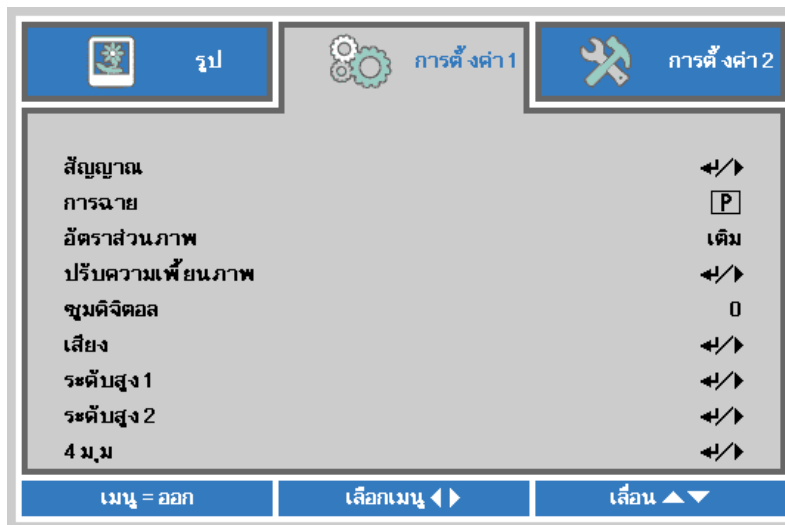 รูป
การตั้งค่า 1
การตั้งค่า 2
สัญญาณ ↵/▶
การฉาย P
อัตราส่วนภาพ เติม
ปรับความเพี้ยนภาพ ↵/▶
ซูมดิจิตอล 0
เสียง ↵/▶
ระดับสูง 1 ↵/▶
ระดับสูง 2 ↵/▶
4 มุม ↵/▶
เมนู = ออก
เลือกเมนู ◀ ▶
เลื่อน ▲▼